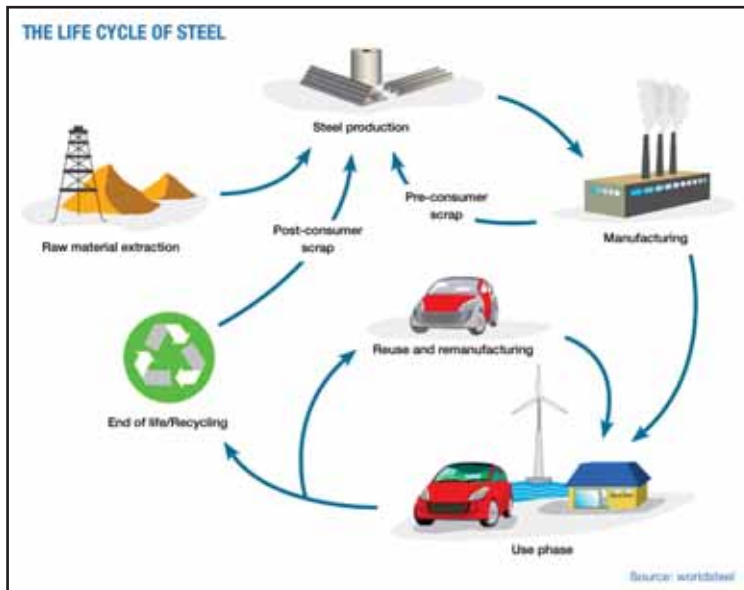 THE LIFE CYCLE OF STEEL
Steel production
Pre-consumer
scrap
Raw material extraction
Post-consumer
scrap
Manufacturing
Reuse and remanufacturing
End of life/Recycling
Use phase
Source: worldsteel